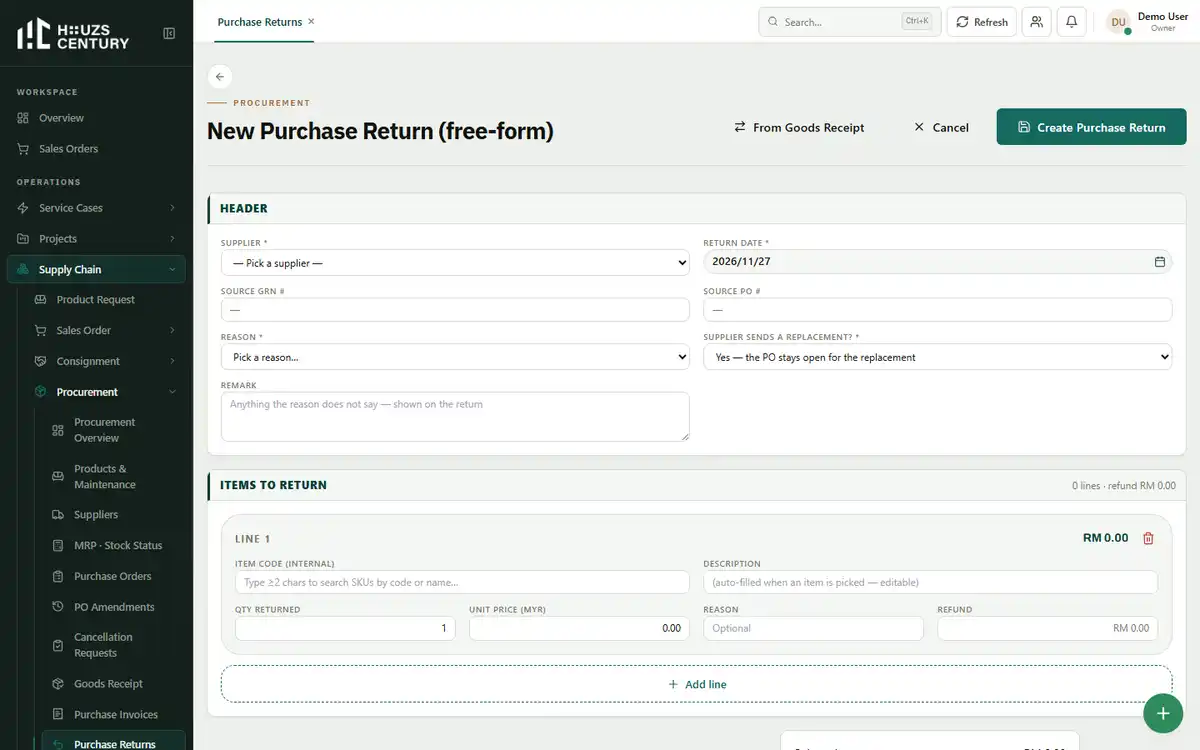 HOUZS
CENTURY
Purchase Returns ×
Search...
Ctrl+K
Refresh
DU
Demo User
Owner
WORKSPACE
Overview
Sales Orders
OPERATIONS
Service Cases
Projects
Supply Chain
Product Request
Sales Order
Consignment
Procurement
Procurement
Overview
Products &
Maintenance
Suppliers
MRP - Stock Status
Purchase Orders
PO Amendments
Cancellation
Requests
Goods Receipt
Purchase Invoices
Purchase Returns
PROCUREMENT
New Purchase Return (free-form)
From Goods Receipt
Cancel
Create Purchase Return
HEADER
SUPPLIER *
— Pick a supplier —
RETURN DATE *
2026/11/27
SOURCE GRN #
—
SOURCE PO #
—
REASON *
Pick a reason...
SUPPLIER SENDS A REPLACEMENT? *
Yes — the PO stays open for the replacement
REMARK
Anything the reason does not say — shown on the return
ITEMS TO RETURN
0 lines · refund RM 0.00
LINE 1
RM 0.00
ITEM CODE (INTERNAL)
Type ≥2 chars to search SKUs by code or name...
DESCRIPTION
(auto-filled when an item is picked — editable)
QTY RETURNED
1
UNIT PRICE (MYR)
0.00
REASON
Optional
REFUND
RM 0.00
+ Add line
+